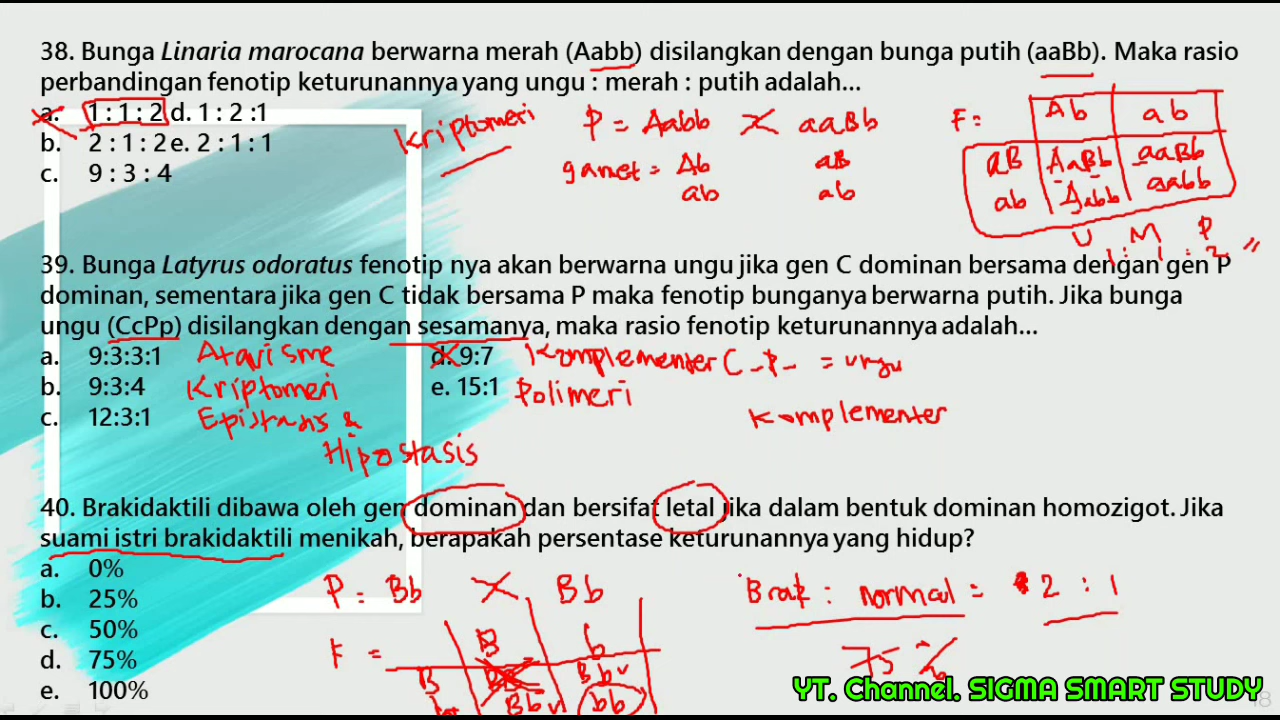 38. Bunga Linaria marocana berwarna merah (Aabb) disilangkan dengan bunga putih (aaBb). Maka rasio
perbandingan fenotip keturunannya yang ungu : merah : putih adalah...
a. 1 : 1 : 2 d. 1 : 2 :1
b. 2 : 1 : 2 e. 2 : 1 : 1
c. 9 : 3 : 4
Kriptomeri
P = Aabb X aaBb
gamet = Ab aB
ab ab
F =
Ab ab
aB AaBb aaBb
ab Aabb aabb
U M P
1 : 1 : 2 //
39. Bunga Latyrus odoratus fenotip nya akan berwarna ungu jika gen C dominan bersama dengan gen P
dominan, sementara jika gen C tidak bersama P maka fenotip bunganya berwarna putih. Jika bunga
ungu (CcPp) disilangkan dengan sesamanya, maka rasio fenotip keturunannya adalah...
a. 9:3:3:1 Atavisme d. 9:7 Komplementer C_P_ = ungu
b. 9:3:4 Kriptomeri e. 15:1 Polimeri
c. 12:3:1 Epistasis & Komplementer
Hipostasis
40. Brakidaktili dibawa oleh gen dominan dan bersifat letal jika dalam bentuk dominan homozigot. Jika
suami istri brakidaktili menikah, berapakah persentase keturunannya yang hidup?
a. 0%
b. 25%
c. 50%
d. 75%
e. 100%
P = Bb X Bb
F =
B b
B BB Bb v
Bb v bb
Brak : normal = 2 : 1
75 %
YT. Channel. SIGMA SMART STUDY
18